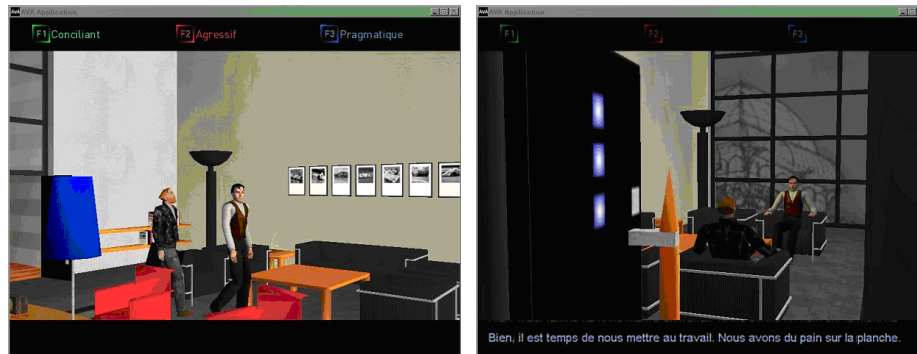 AVA Application
F1 Conciliant F2 Agressif F3 Pragmatique
AVA Application
F1 F2 F3
Bien, il est temps de nous mettre au travail. Nous avons du pain sur la planche.